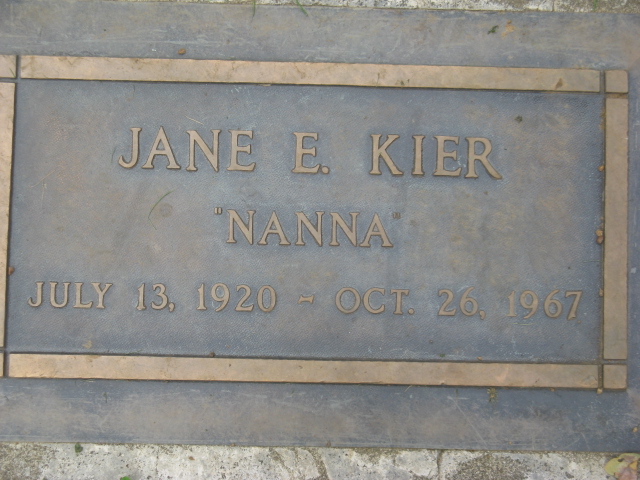 JANE E. KIER
"NANNA"
JULY 13, 1920 ~ OCT. 26, 1967